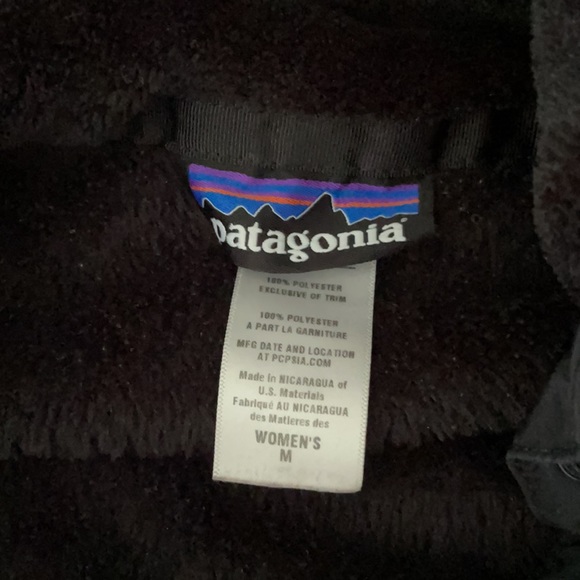 patagonia
100% POLYESTER
EXCLUSIVE OF TRIM
100% POLYESTER
A PART LA GARNITURE
MFG DATE AND LOCATION
AT PCPSIA.COM
Made in NICARAGUA of
U.S. Materials
Fabriqué AU NICARAGUA
des Matieres des
WOMEN'S
M